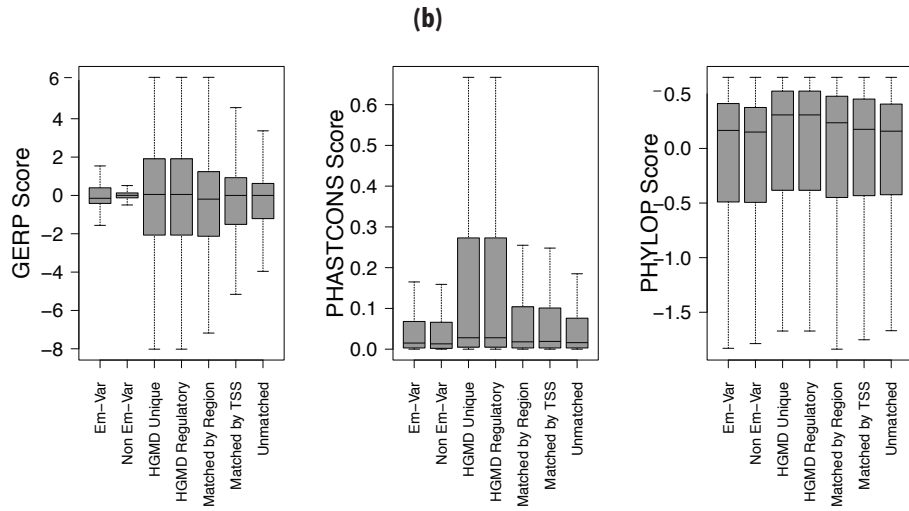 (b)
GERP Score
6
4
2
0
−2
−4
−6
−8
Em−Var
Non Em−Var
HGMD Unique
HGMD Regulatory
Matched by Region
Matched by TSS
Unmatched
PHASTCONS Score
0.6
0.5
0.4
0.3
0.2
0.1
0.0
Em−Var
Non Em−Var
HGMD Unique
HGMD Regulatory
Matched by Region
Matched by TSS
Unmatched
PHYLOP Score
−0.5
0.0
−0.5
−1.0
−1.5
Em−Var
Non Em−Var
HGMD Unique
HGMD Regulatory
Matched by Region
Matched by TSS
Unmatched